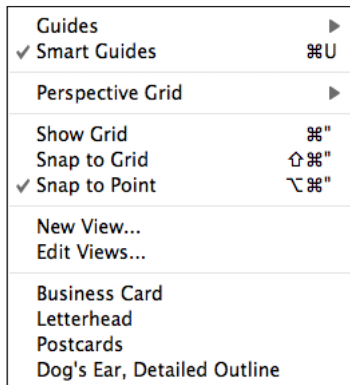 Guides ▶
✓ Smart Guides ⌘U
Perspective Grid ▶
Show Grid ⌘"
Snap to Grid ⇧⌘"
✓ Snap to Point ⌥⌘"
New View...
Edit Views...
Business Card
Letterhead
Postcards
Dog's Ear, Detailed Outline